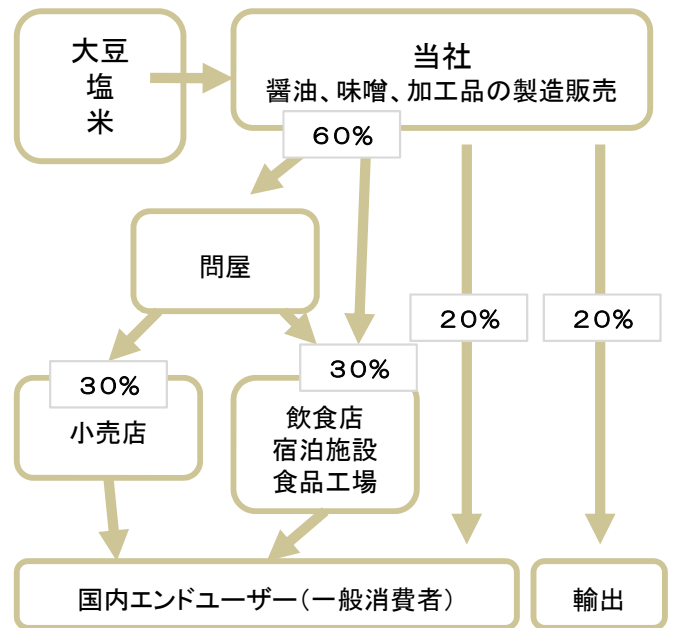 大豆
塩
米
当社
醤油、味噌、加工品の製造販売
60%
問屋
20%
20%
30%
30%
小売店
飲食店
宿泊施設
食品工場
国内エンドユーザー（一般消費者）
輸出